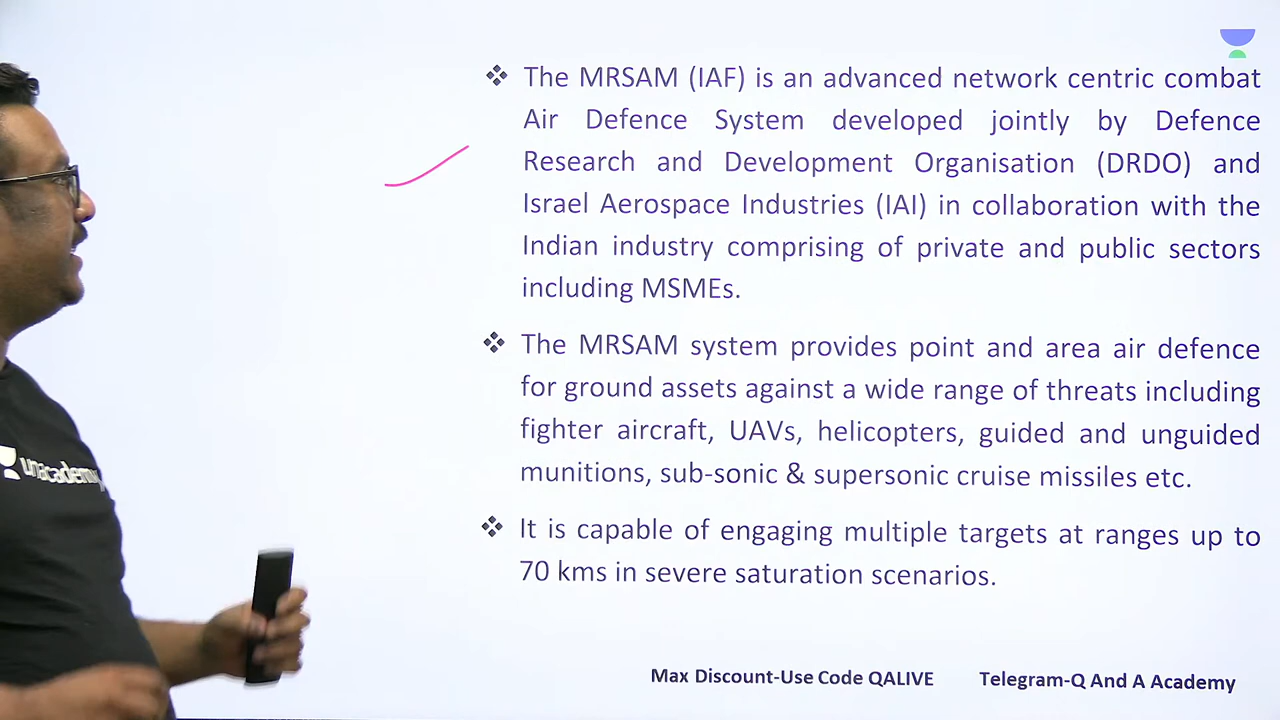 The MRSAM (IAF) is an advanced network centric combat
Air Defence System developed jointly by Defence
Research and Development Organisation (DRDO) and
Israel Aerospace Industries (IAI) in collaboration with the
Indian industry comprising of private and public sectors
including MSMEs.
The MRSAM system provides point and area air defence
for ground assets against a wide range of threats including
fighter aircraft, UAVs, helicopters, guided and unguided
munitions, sub-sonic & supersonic cruise missiles etc.
It is capable of engaging multiple targets at ranges up to
70 kms in severe saturation scenarios.
unacademy
Max Discount-Use Code QALIVE Telegram-Q And A Academy